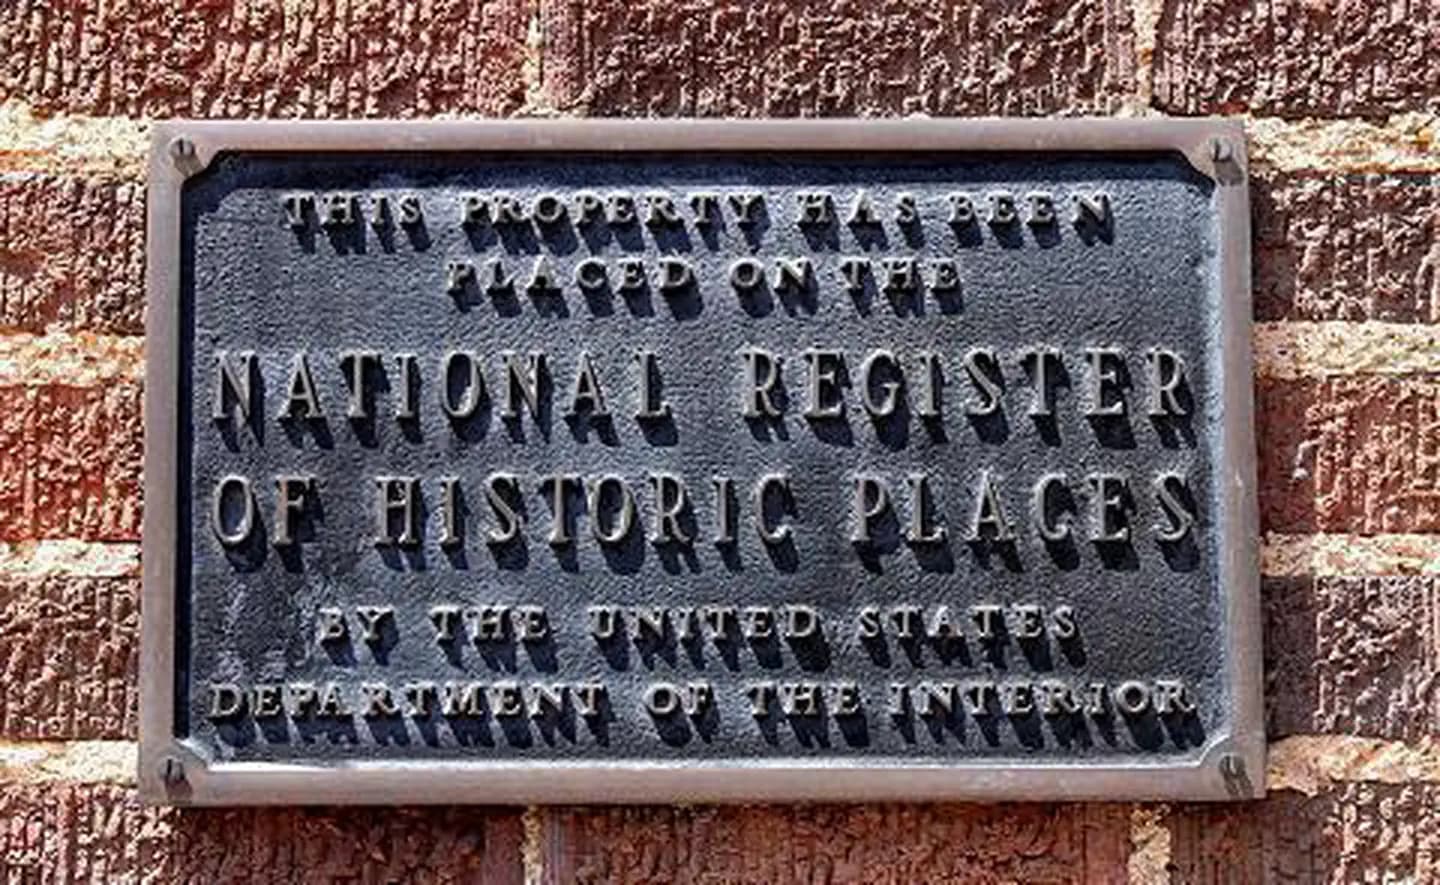 THIS PROPERTY HAS BEEN
PLACED ON THE
NATIONAL REGISTER
OF HISTORIC PLACES
BY THE UNITED STATES
DEPARTMENT OF THE INTERIOR